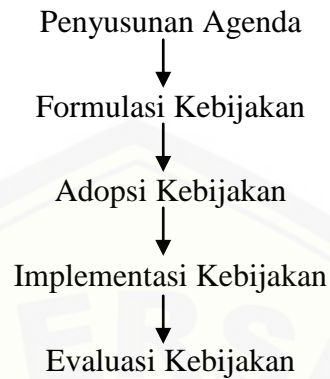 Penyusunan Agenda
Formulasi Kebijakan
Adopsi Kebijakan
Implementasi Kebijakan
Evaluasi Kebijakan